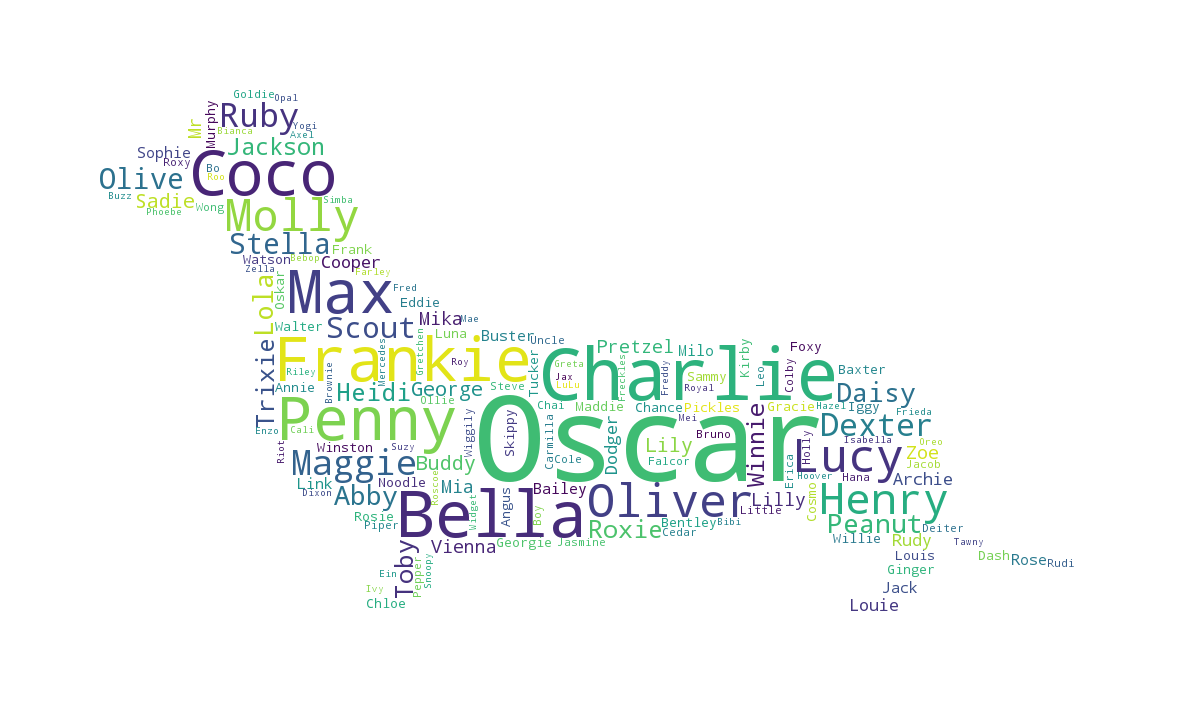 Goldie
Opal
Ruby
Murphy
Mr
Bianca
Yogi
Axel
Jackson
Sophie
Roxy
Coco
Bo
Roo
Olive
Buzz
Sadie
Phoebe
Wong
Molly
Simba
Stella
Frank
Watson
Bebop
Cooper
Zella
Farley
Max
Fred
Eddie
Lola
Oskar
Walter
Scout
Mika
Mae
Luna
Buster
Uncle
Trixie
Frankie
Mercedes
Gretchen
Roy
Riley
Annie
Brownie
Heidi
George
Ollie
Steve
Tucker
Charlie
Pretzel
Milo
Kirby
Foxy
Greta
Jax
LuLu
Freckles
Freddy
Sammy
Royal
Leo
Colby
Baxter
Daisy
Penny
Cali
Enzo
Riot
Winston
Suzy
Wiggily
Skippy
Oscar
Chai
Maddie
Chance
Pickles
Mei
Gracie
Hazel
Iggy
Frieda
Carmilla
Cole
Dodger
Lily
Falcor
Bruno
Winnie
Dexter
Isabella
Oreo
Holly
Lucy
Zoe
Jacob
Maggie
Buddy
Link
Dixon
Noodle
Roscoe
Mia
Abby
Rosie
Piper
Bella
Widget
Angus
Bailey
Boy
Oliver
Lilly
Little
Erica
Hoover
Hana
Archie
Cosmo
Henry
Peanut
Deiter
Roxie
Bentley
Bibi
Cedar
Willie
Rudy
Tawny
Toby
Vienna
Georgie
Jasmine
Ein
Pepper
Snoopy
Ivy
Chloe
Louis
Dash
Rose
Rudi
Ginger
Jack
Louie